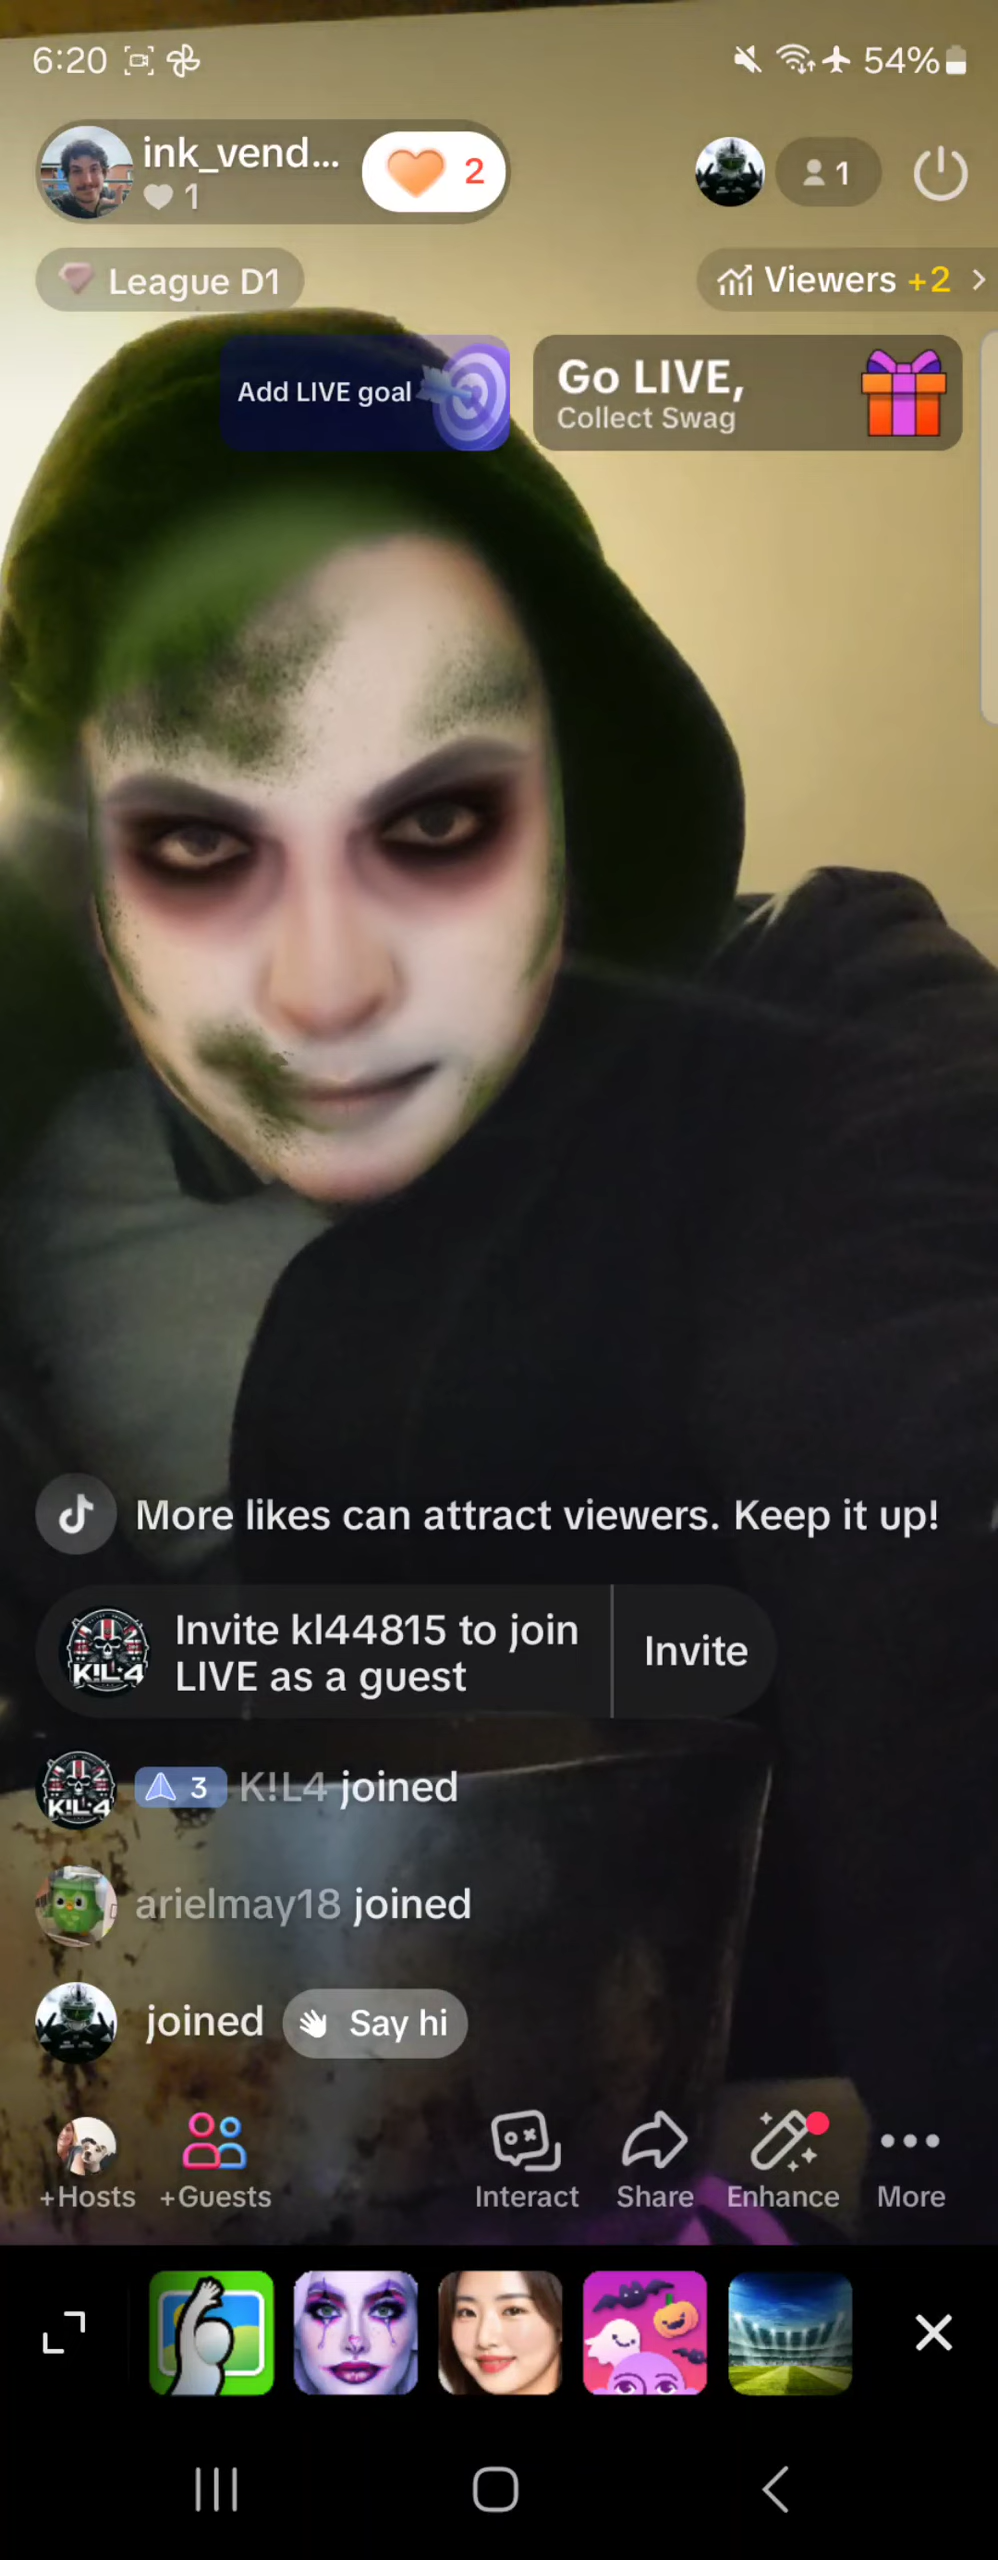 6:20
54%
ink_vend...
1
2
1
League D1
Viewers +2
Add LIVE goal
Go LIVE,
Collect Swag
More likes can attract viewers. Keep it up!
Invite kl44815 to join
LIVE as a guest
Invite
K!L4
3 K!L4 joined
K!L4
arielmay18 joined
joined
Say hi
+Hosts
+Guests
Interact
Share
Enhance
More